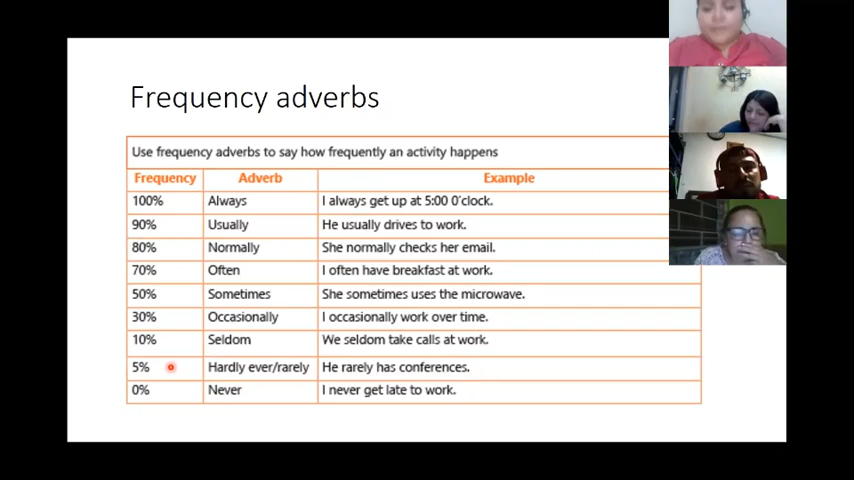 Frequency adverbs
Use frequency adverbs to say how frequently an activity happens
Frequency Adverb Example
100% Always I always get up at 5:00 0'clock.
90% Usually He usually drives to work.
80% Normally She normally checks her email.
70% Often I often have breakfast at work.
50% Sometimes She sometimes uses the microwave.
30% Occasionally I occasionally work over time.
10% Seldom We seldom take calls at work.
5% Hardly ever/rarely He rarely has conferences.
0% Never I never get late to work.